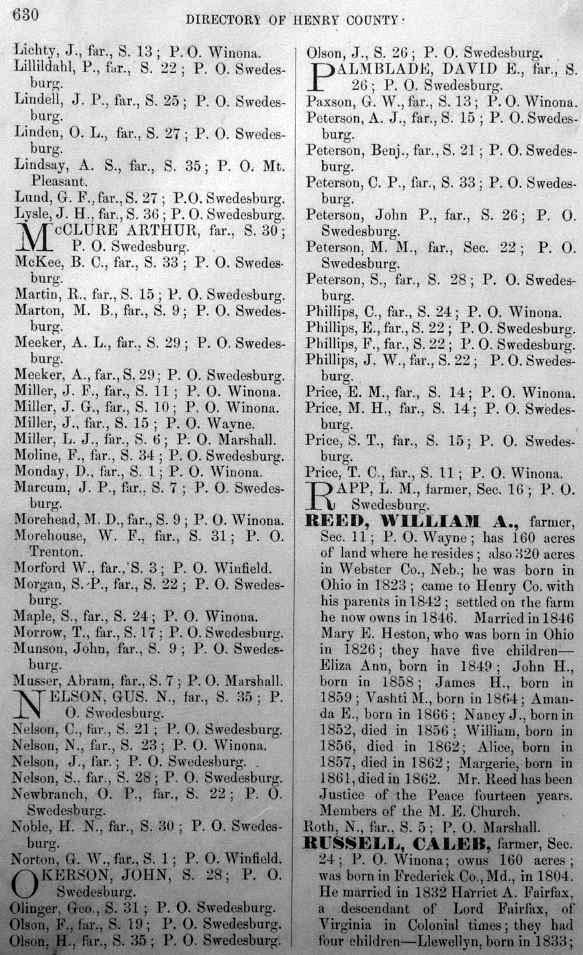 630
DIRECTORY OF HENRY COUNTY·
Lichty, J., far., S. 13; P. O. Winona.
Lillildahl, P., far., S. 22; P. O. Swedes-
burg.
Lindell, J. P., far., S. 25; P. O. Swedes-
burg.
Linden, O. L., far., S. 27; P. O. Swedes-
burg.
Lindsay, A. S., far., S. 35; P. O. Mt.
Pleasant.
Lund, G. F., far., S. 27; P.O. Swedesburg.
Lysle, J. H., far., S. 36; P. O. Swedesburg.
McCLURE ARTHUR, far., S. 30;
P. O. Swedesburg.
McKee, B. C., far., S. 33; P. O. Swedes-
burg.
Martin, R., far., S. 15; P. O. Swedesburg.
Marton, M. B., far., S. 9; P. O. Swedes-
burg.
Meeker, A. L., far., S. 29; P. O. Swedes-
burg.
Meeker, A., far., S. 29; P. O. Swedesburg.
Miller, J. F., far., S. 11; P. O. Winona.
Miller, J. G., far., S. 10; P. O. Winona.
Miller, J., far., S. 15; P. O. Wayne.
Miller, L. J., far., S. 6; P. O. Marshall.
Moline, F., far., S. 34; P. O. Swedesburg.
Monday, D., far., S. 1; P. O. Winona.
Marcum, J. P., far., S. 7; P. O. Swedes-
burg.
Morehead, M. D., far., S. 9; P. O. Winona.
Morehouse, W. F., far., S. 31; P. O.
Trenton.
Morford W., far., S. 3; P. O. Winfield.
Morgan, S. P., far., S. 22; P. O. Swedes-
burg.
Maple, S., far., S. 24; P. O. Winona.
Morrow, T., far., S. 17; P. O. Swedesburg.
Munson, John, far., S. 9; P. O. Swedes-
burg.
Musser, Abram, far., S. 7; P. O. Marshall.
NELSON, GUS. N., far., S. 35; P.
O. Swedesburg.
Nelson, C., far., S. 21; P. O. Swedesburg.
Nelson, N., far., S. 23; P. O. Winona.
Nelson, J., far.; P. O. Swedesburg.
Nelson, S., far., S. 28; P. O. Swedesburg.
Newbranch, O. P., far., S. 22; P. O.
Swedesburg.
Noble, H. N., far., S. 30; P. O. Swedes-
burg.
Norton, G. W., far., S. 1; P. O. Winfield.
OKERSON, JOHN, S. 28; P. O.
Swedesburg.
Olinger, Geo., S. 31; P. O. Swedesburg.
Olson, F., far., S. 19; P. O. Swedesburg.
Olson, H., far., S. 35; P. O. Swedesburg.
Olson, J., S. 26; P. O. Swedesburg.
PALMBLADE, DAVID E., far., S.
26; P. O. Swedesburg.
Paxson, G. W., far., S. 13; P. O. Winona.
Peterson, A. J., far., S. 15; P. O. Swedes-
burg.
Peterson, Benj., far., S. 21; P. O. Swedes-
burg.
Peterson, C. P., far., S. 33; P. O. Swedes-
burg.
Peterson, John P., far., S. 26; P. O.
Swedesburg.
Peterson, M. M., far., Sec. 22; P. O.
Swedesburg.
Peterson, S., far., S. 28; P. O. Swedes-
burg.
Phillips, C., far., S. 24; P. O. Winona.
Phillips, E., far., S. 22; P. O. Swedesburg.
Phillips, F., far., S. 22; P. O. Swedesburg.
Phillips, J. W., far., S. 22; P. O. Swedes-
burg.
Price, E. M., far., S. 14; P. O. Winona.
Price, M. H., far., S. 14; P. O. Swedes-
burg.
Price, S. T., far., S. 15; P. O. Swedes-
burg.
Price, T. C., far., S. 11; P. O. Winona.
RAPP, L. M., farmer, Sec. 16; P. O.
Swedesburg.
REED, WILLIAM A., farmer,
Sec. 11; P. O. Wayne; has 160 acres
of land where he resides; also 320 acres
in Webster Co., Neb.; he was born in
Ohio in 1823; came to Henry Co. with
his parents in 1842; settled on the farm
he now owns in 1846. Married in 1846
Mary E. Heston, who was born in Ohio
in 1826; they have five children—
Eliza Ann, born in 1849; John H.,
born in 1858; James H., born in
1859; Vashti M., born in 1864; Aman-
da E., born in 1866; Nancy J., born in
1852, died in 1856; William, born in
1856, died in 1862; Alice, born in
1857, died in 1862; Margerie, born in
1861, died in 1862. Mr. Reed has been
Justice of the Peace fourteen years.
Members of the M. E. Church.
Roth, N., far., S. 5; P. O. Marshall.
RUSSELL, CALEB, farmer, Sec.
24; P. O. Winona; owns 160 acres;
was born in Frederick Co., Md., in 1804.
He married in 1832 Harriet A. Fairfax,
a descendant of Lord Fairfax, of
Virginia in Colonial times; they had
four children—Llewellyn, born in 1833;